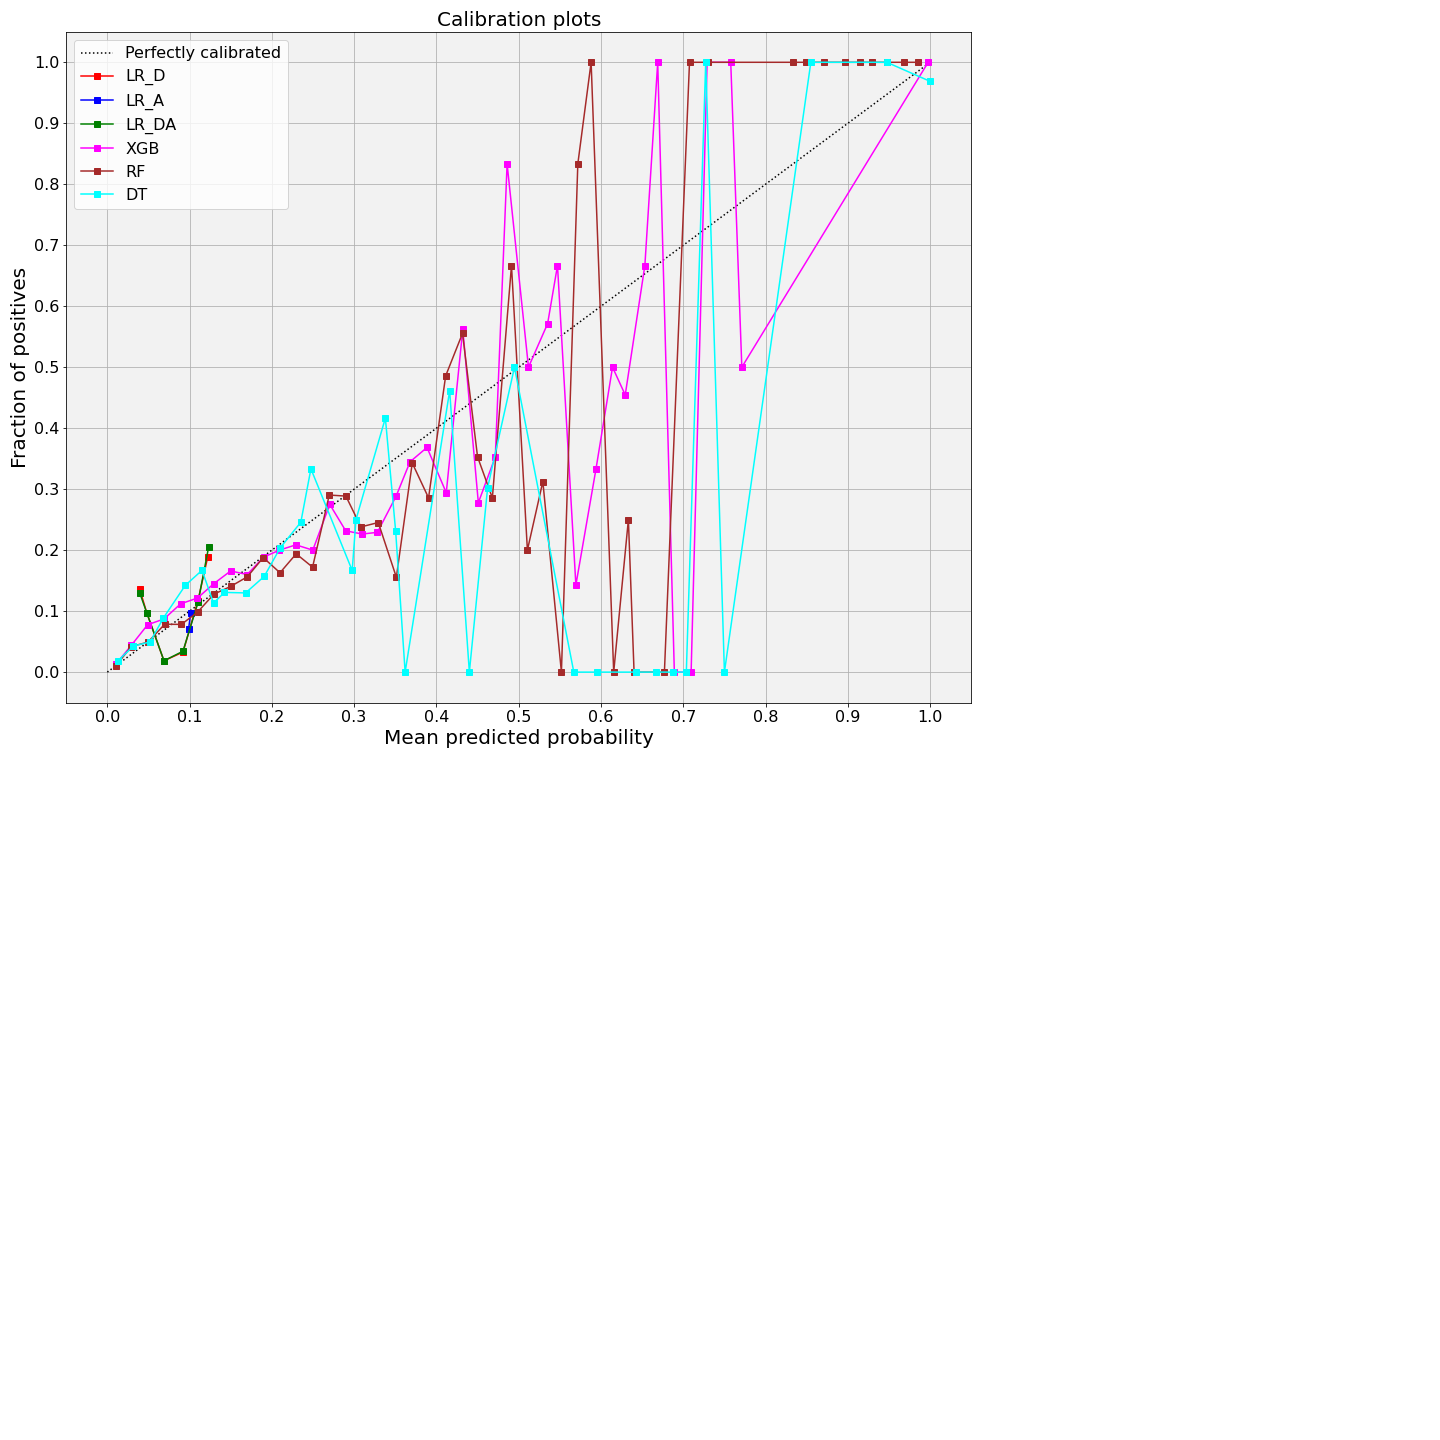 Calibration plots
Perfectly calibrated
LR_D
LR_A
LR_DA
XGB
RF
DT
Fraction of positives
1.0
0.9
0.8
0.7
0.6
0.5
0.4
0.3
0.2
0.1
0.0
0.0 0.1 0.2 0.3 0.4 0.5 0.6 0.7 0.8 0.9 1.0
Mean predicted probability